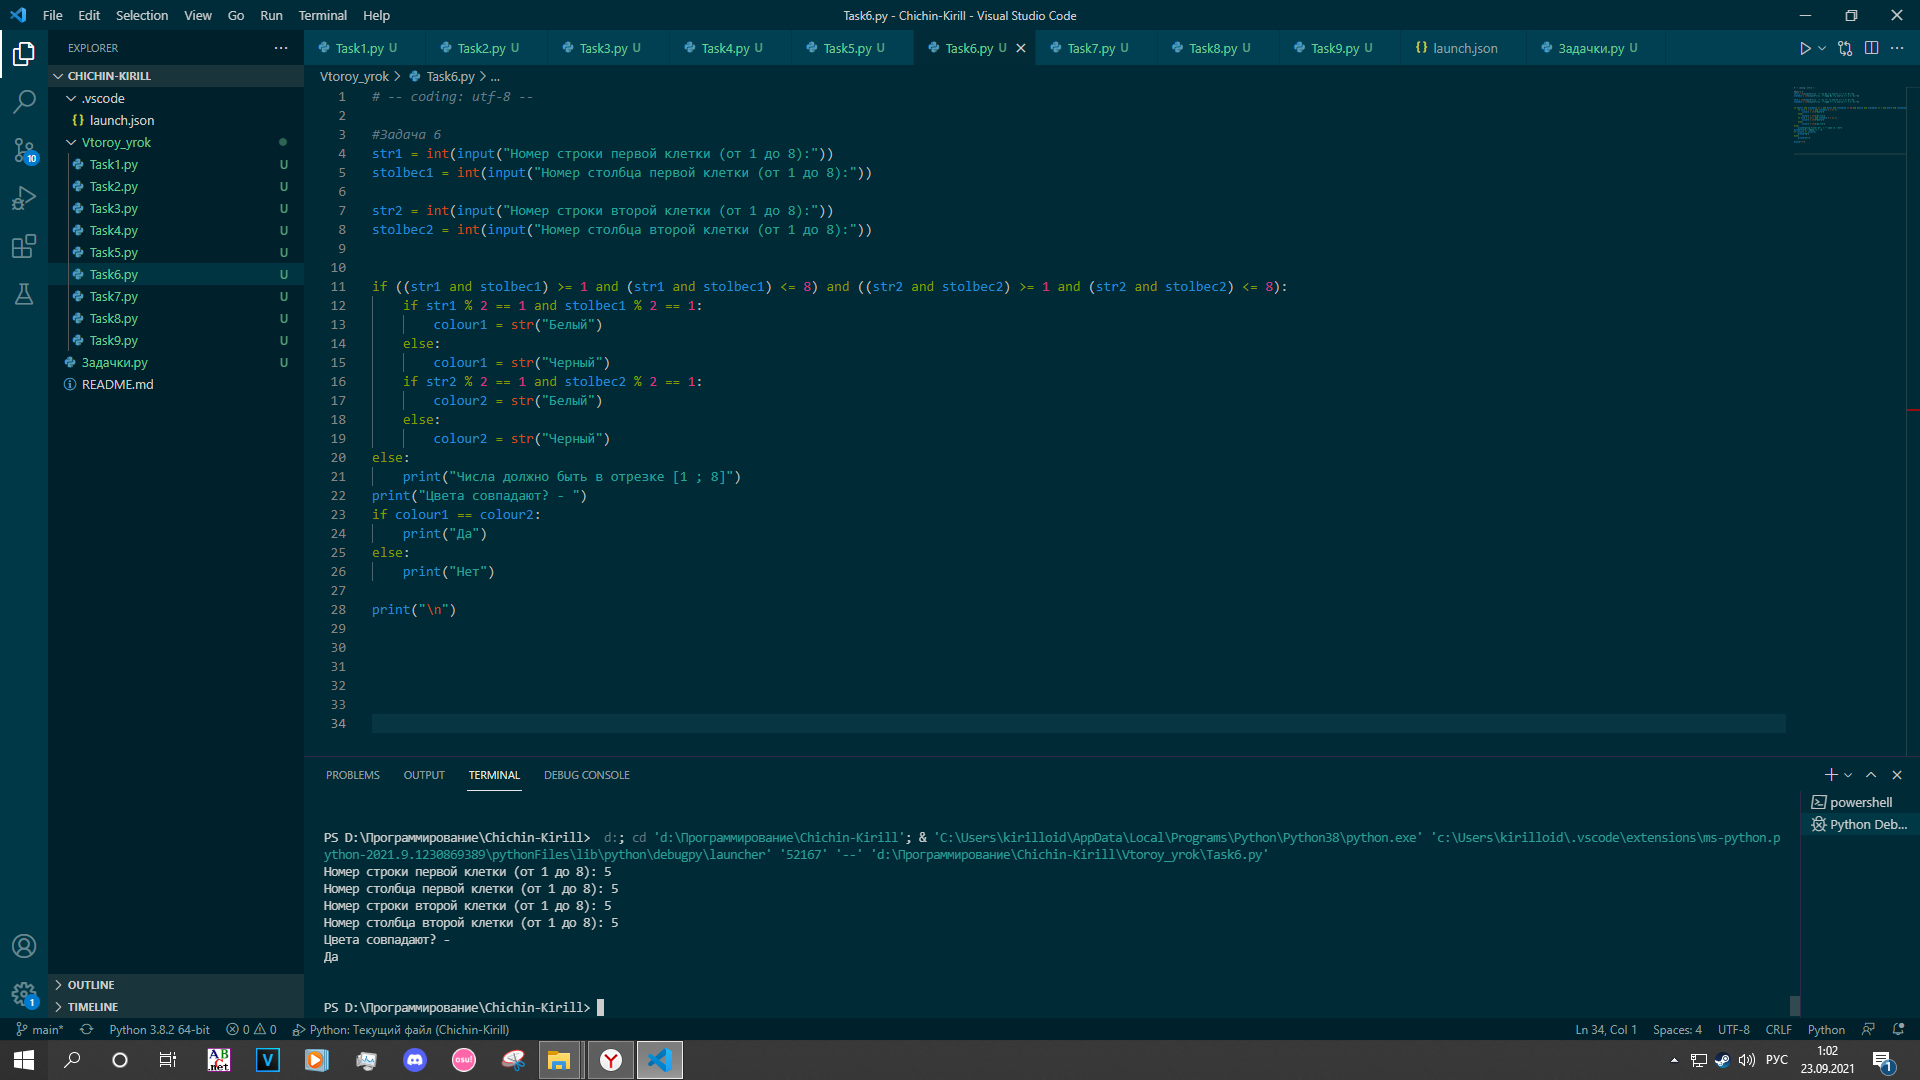 File Edit Selection View Go Run Terminal Help
Task6.py - Chichin-Kirill - Visual Studio Code
EXPLORER
CHICHIN-KIRILL
.vscode
launch.json
Vtoroy_yrok
Task1.py U
Task2.py U
Task3.py U
Task4.py U
Task5.py U
Task6.py U
Task7.py U
Task8.py U
Task9.py U
Задачки.py U
README.md
OUTLINE
TIMELINE
10
1
Task1.py U Task2.py U Task3.py U Task4.py U Task5.py U Task6.py U Task7.py U Task8.py U Task9.py U launch.json Задачки.py U
Vtoroy_yrok > Task6.py > ...
1 # -- coding: utf-8 --
2
3 #Задача 6
4 str1 = int(input("Номер строки первой клетки (от 1 до 8):"))
5 stolbec1 = int(input("Номер столбца первой клетки (от 1 до 8):"))
6
7 str2 = int(input("Номер строки второй клетки (от 1 до 8):"))
8 stolbec2 = int(input("Номер столбца второй клетки (от 1 до 8):"))
9
10
11 if ((str1 and stolbec1) >= 1 and (str1 and stolbec1) <= 8) and ((str2 and stolbec2) >= 1 and (str2 and stolbec2) <= 8):
12 if str1 % 2 == 1 and stolbec1 % 2 == 1:
13 colour1 = str("Белый")
14 else:
15 colour1 = str("Черный")
16 if str2 % 2 == 1 and stolbec2 % 2 == 1:
17 colour2 = str("Белый")
18 else:
19 colour2 = str("Черный")
20 else:
21 print("Числа должно быть в отрезке [1 ; 8]")
22 print("Цвета совпадают? - ")
23 if colour1 == colour2:
24 print("Да")
25 else:
26 print("Нет")
27
28 print("\n")
29
30
31
32
33
34
PROBLEMS OUTPUT TERMINAL DEBUG CONSOLE
powershell
Python Deb...
PS D:\Программирование\Chichin-Kirill> d:; cd 'd:\Программирование\Chichin-Kirill'; & 'C:\Users\kirilloid\AppData\Local\Programs\Python\Python38\python.exe' 'c:\Users\kirilloid\.vscode\extensions\ms-python.p
ython-2021.9.1230869389\pythonFiles\lib\python\debugpy\launcher' '52167' '--' 'd:\Программирование\Chichin-Kirill\Vtoroy_yrok\Task6.py'
Номер строки первой клетки (от 1 до 8): 5
Номер столбца первой клетки (от 1 до 8): 5
Номер строки второй клетки (от 1 до 8): 5
Номер столбца второй клетки (от 1 до 8): 5
Цвета совпадают? -
Да
PS D:\Программирование\Chichin-Kirill>
main* Python 3.8.2 64-bit 0 0 Python: Текущий файл (Chichin-Kirill)
Ln 34, Col 1 Spaces: 4 UTF-8 CRLF Python
AB
.net
V
osu!
Y
РУС
1:02
23.09.2021
1